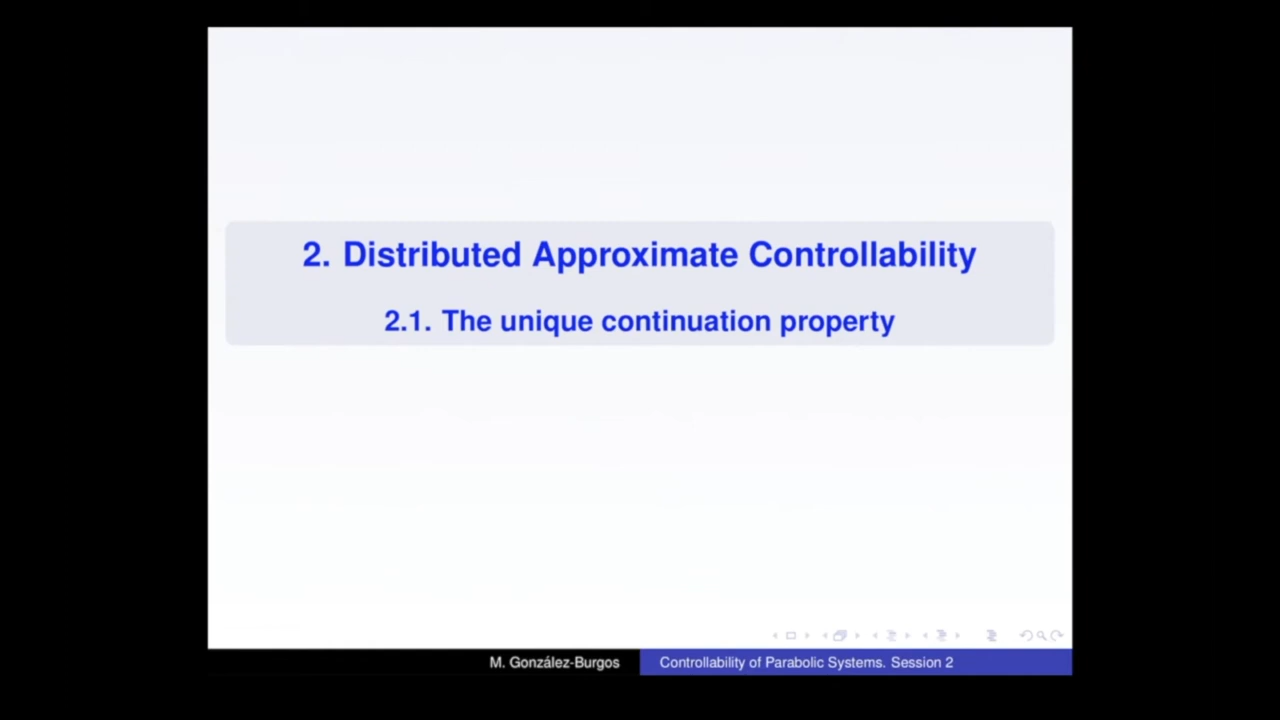 2. Distributed Approximate Controllability
2.1. The unique continuation property
M. González-Burgos
Controllability of Parabolic Systems. Session 2